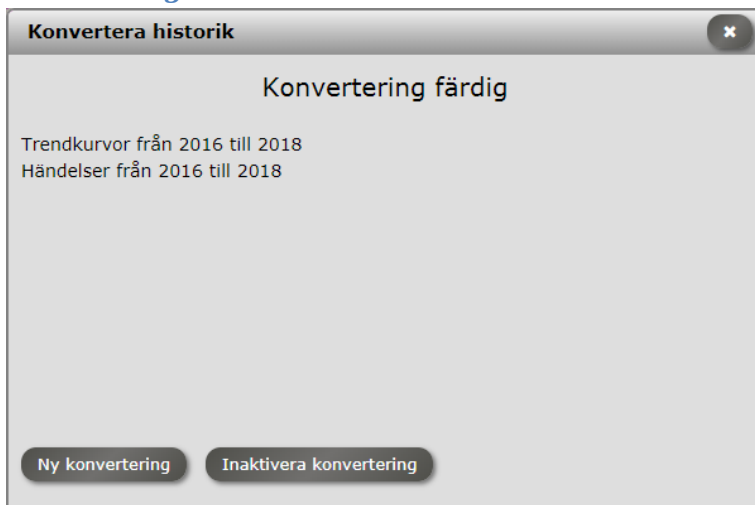 Konvertera historik
Konvertering färdig
Trendkurvor från 2016 till 2018
Händelser från 2016 till 2018
Ny konvertering
Inaktivera konvertering